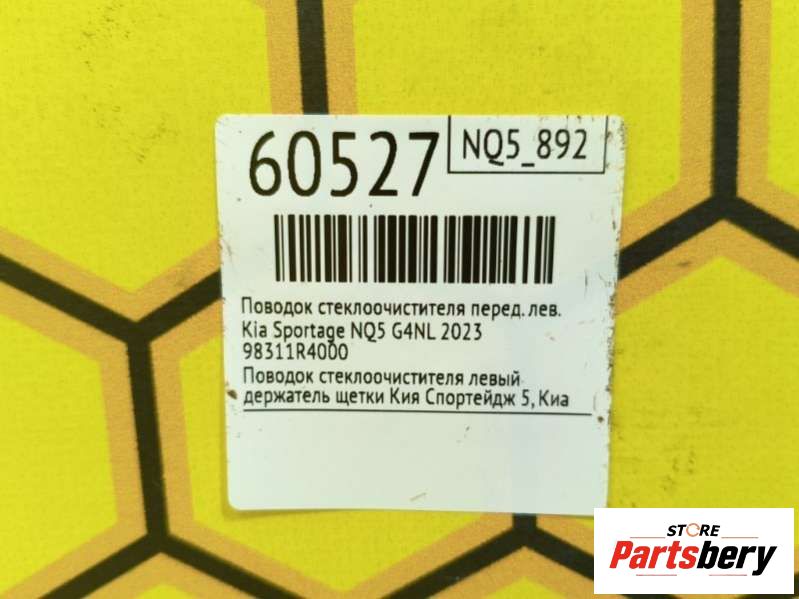 60527
NQ5_892
Поводок стеклоочистителя перед. лев.
Kia Sportage NQ5 G4NL 2023
98311R4000
Поводок стеклоочистителя левый
держатель щетки Кия Спортейдж 5, Киа
STORE
Partsbery